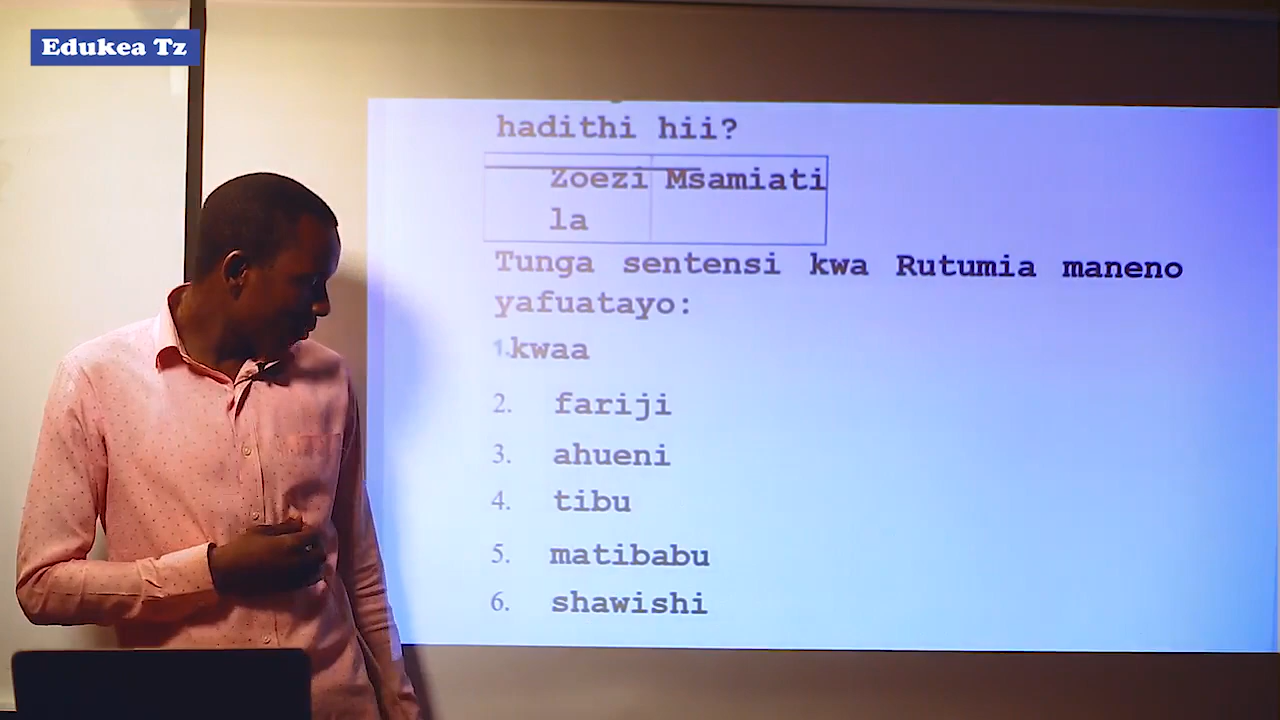 Edukea Tz
hadithi hii?
Zoezi Msamiati
la
Tunga sentensi kwa Rutumia maneno
yafuatayo:
1.kwaa
2. fariji
3. ahueni
4. tibu
5. matibabu
6. shawishi